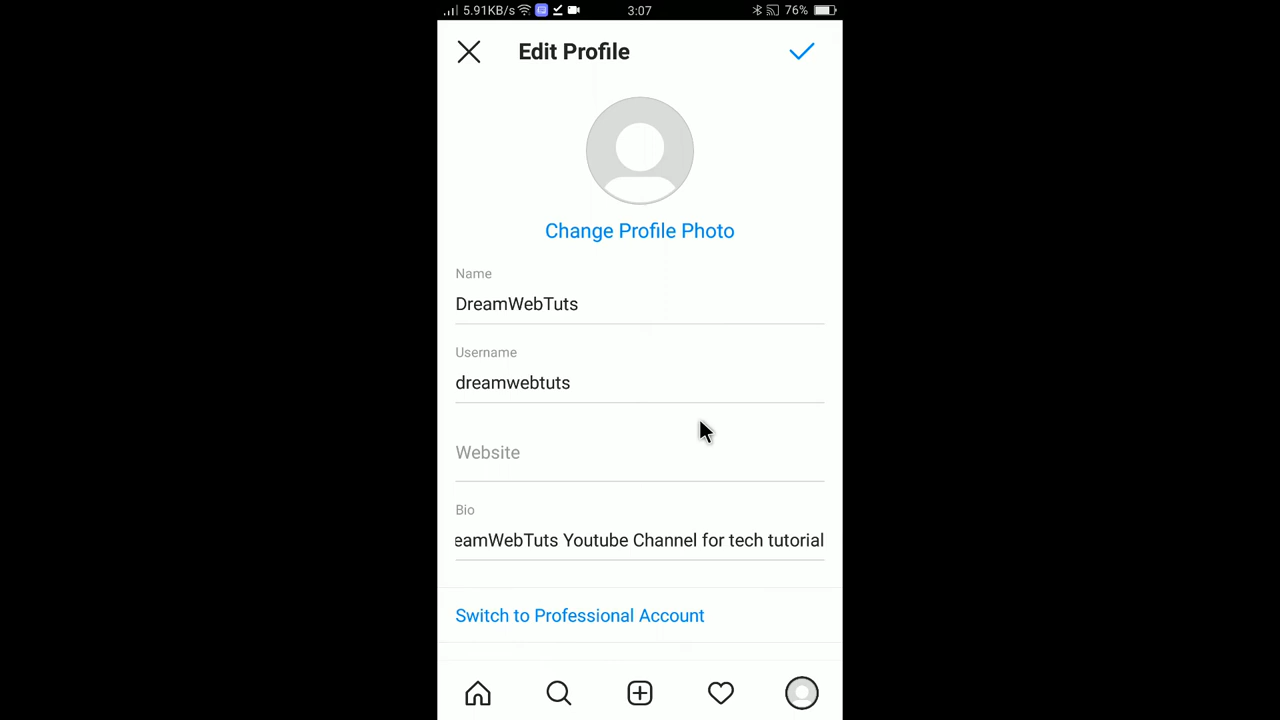 5.91KB/s 3:07 76%
Edit Profile
Change Profile Photo
Name
DreamWebTuts
Username
dreamwebtuts
Website
Bio
eamWebTuts Youtube Channel for tech tutorial
Switch to Professional Account